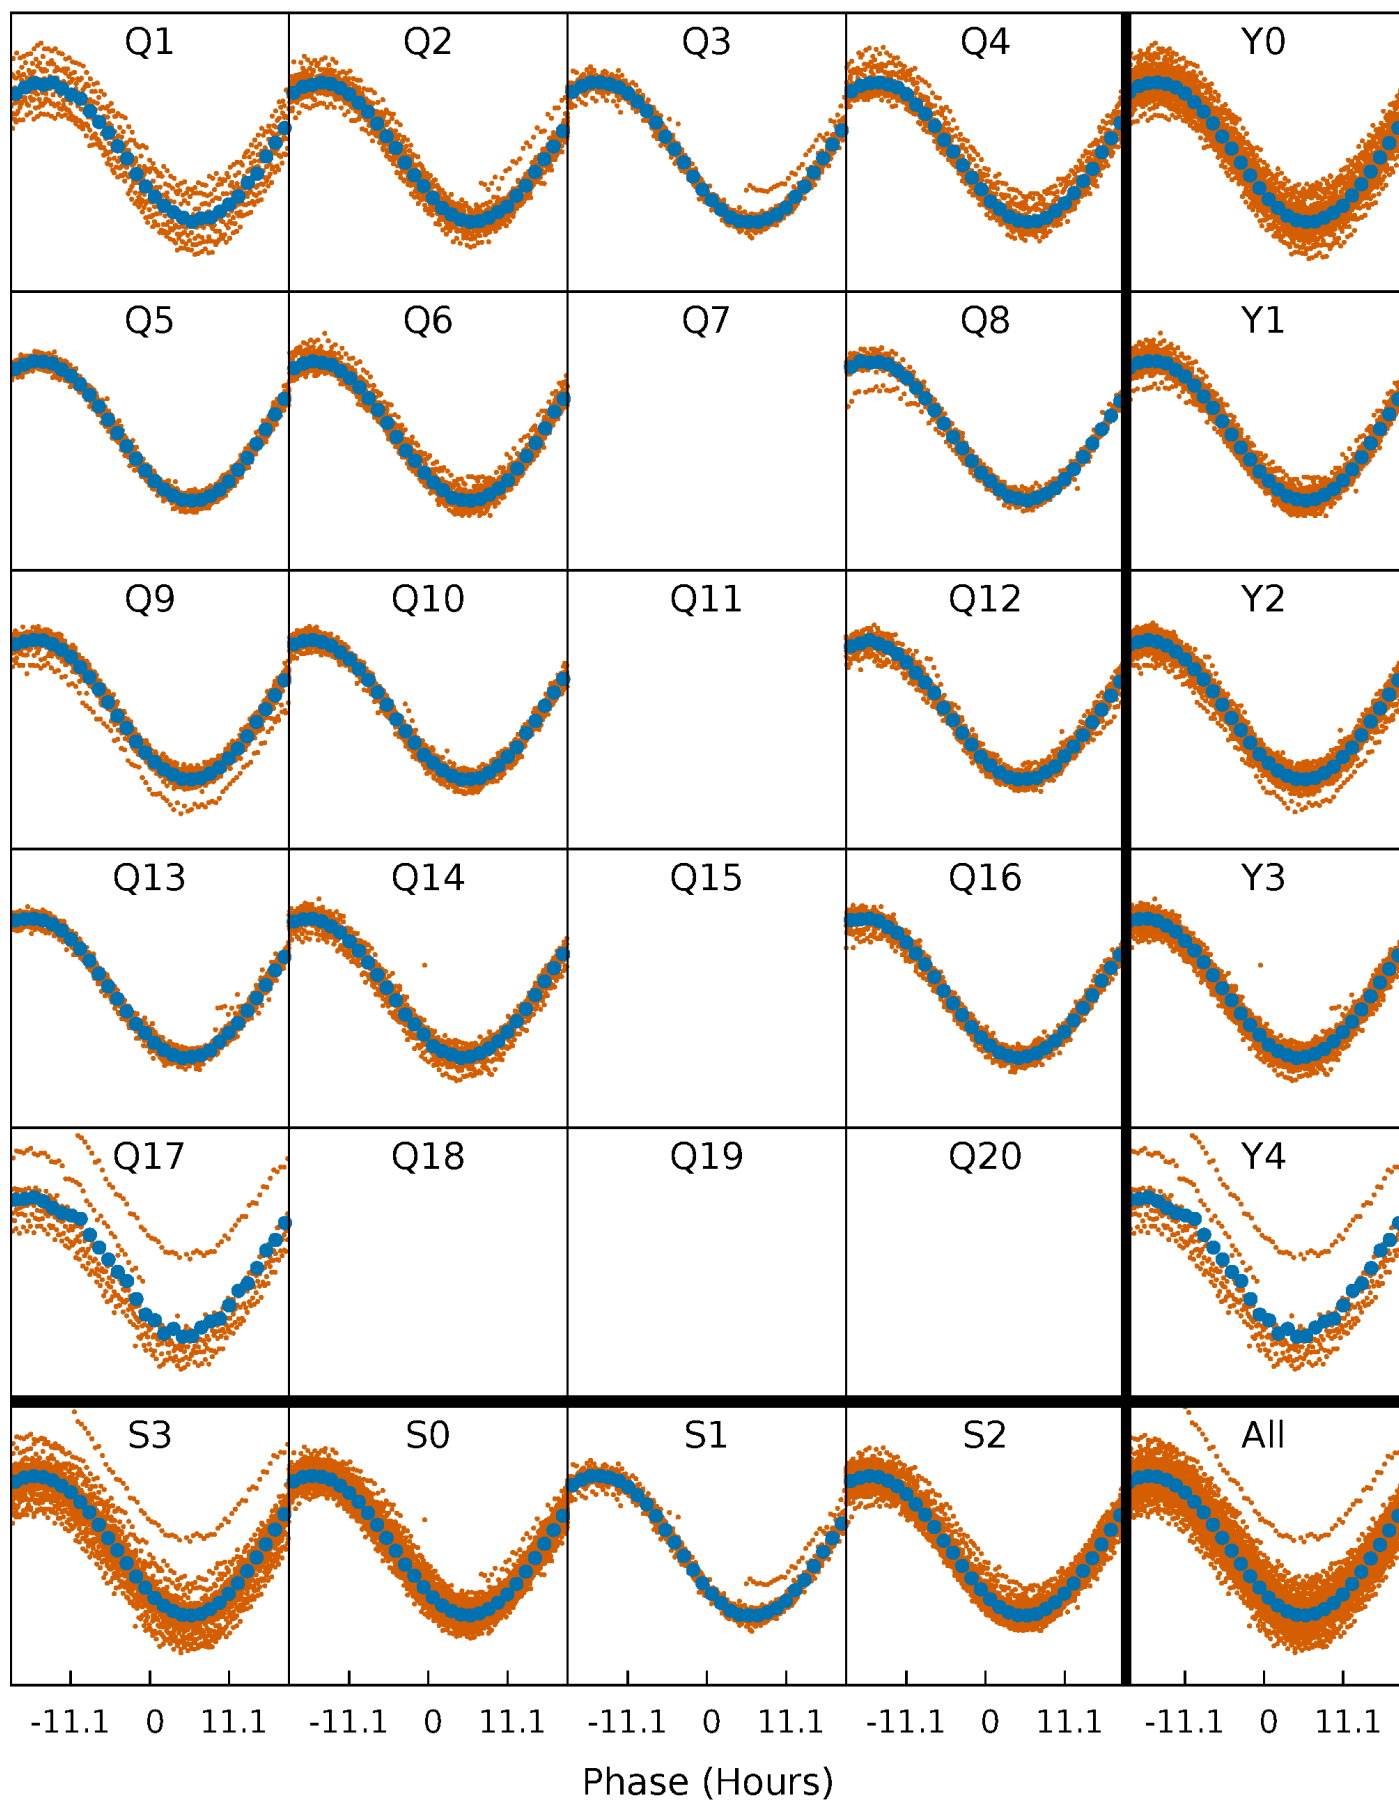 Q1 Q2 Q3 Q4 Y0
Q5 Q6 Q7 Q8 Y1
Q9 Q10 Q11 Q12 Y2
Q13 Q14 Q15 Q16 Y3
Q17 Q18 Q19 Q20 Y4
S3 S0 S1 S2 All
-11.1 0 11.1 -11.1 0 11.1 -11.1 0 11.1 -11.1 0 11.1 -11.1 0 11.1
Phase (Hours)